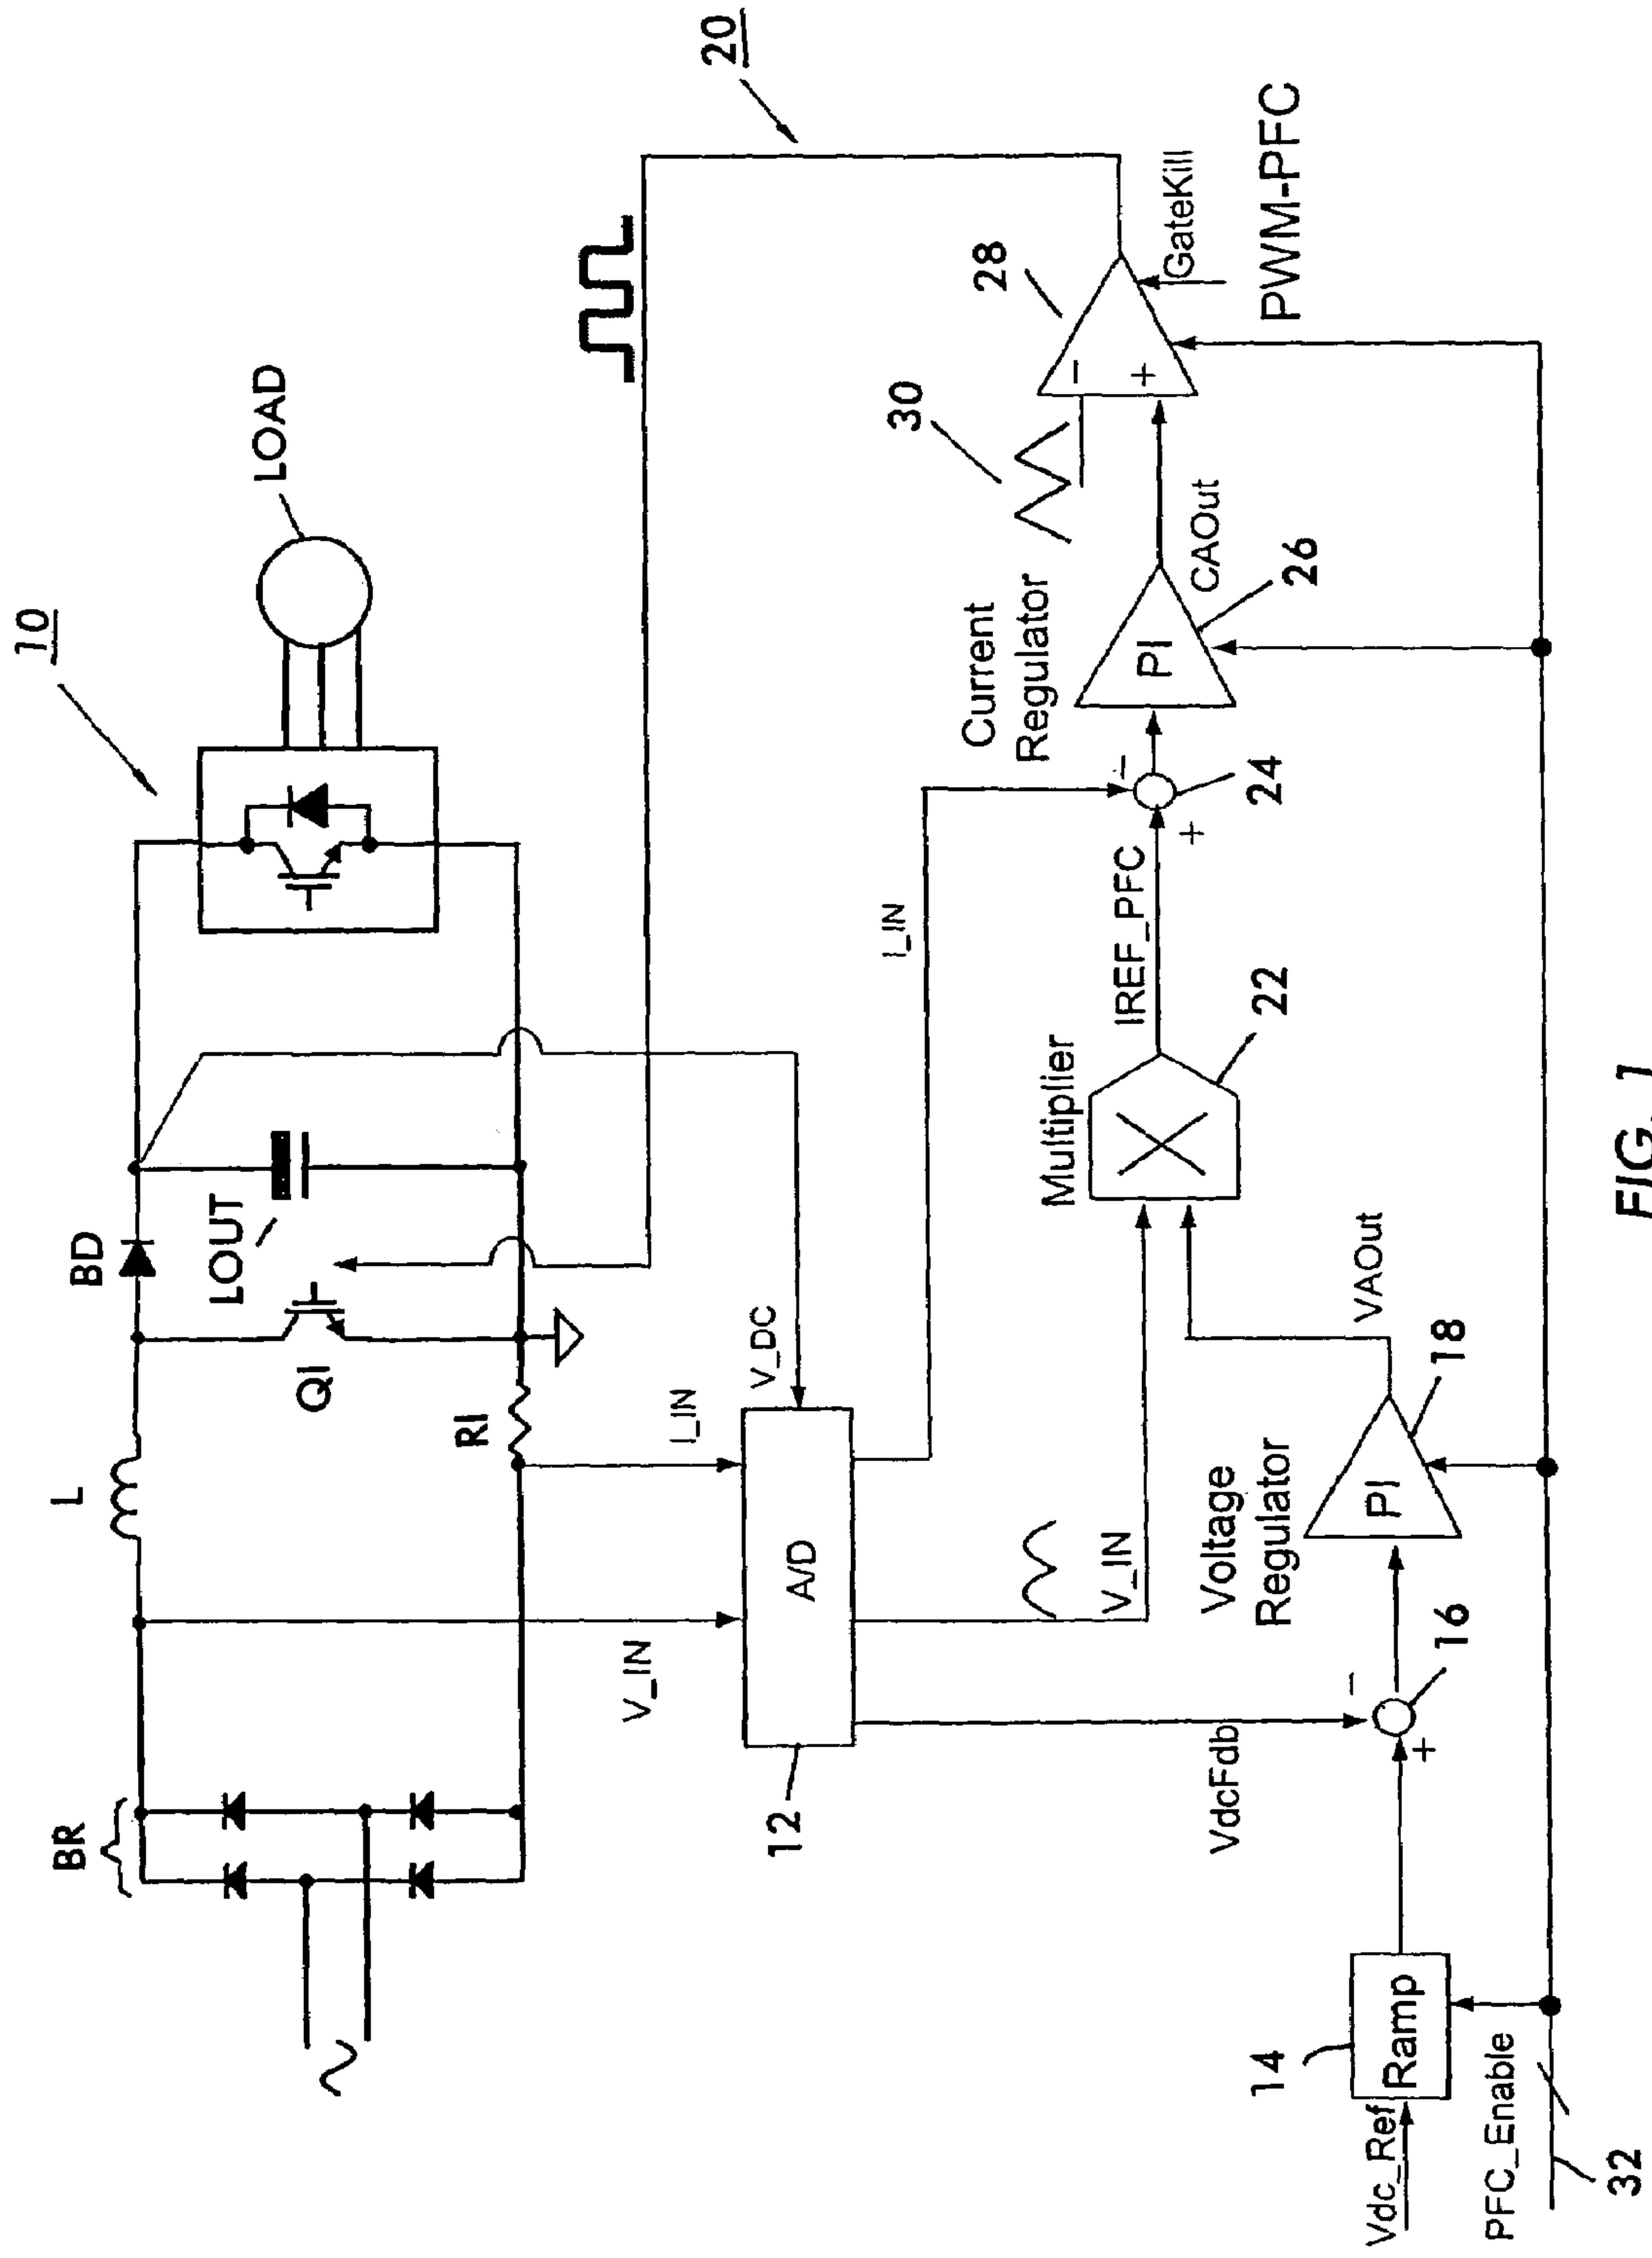 10
BR
L
BD
LOUT
LOAD
Q1
R1
20
V_IN
I_IN
V_DC
12
A/D
I_IN
VdcFdb
V_IN
Multiplier
22
IREF_PFC
+
-
24
Current
Regulator
PI
26
CAOut
30
-
+
28
GateKill
PWM-PFC
Vdc_Ref
14
Ramp
+
-
16
Voltage
Regulator
PI
18
VAOut
PFC_Enable
32
FIG. 1